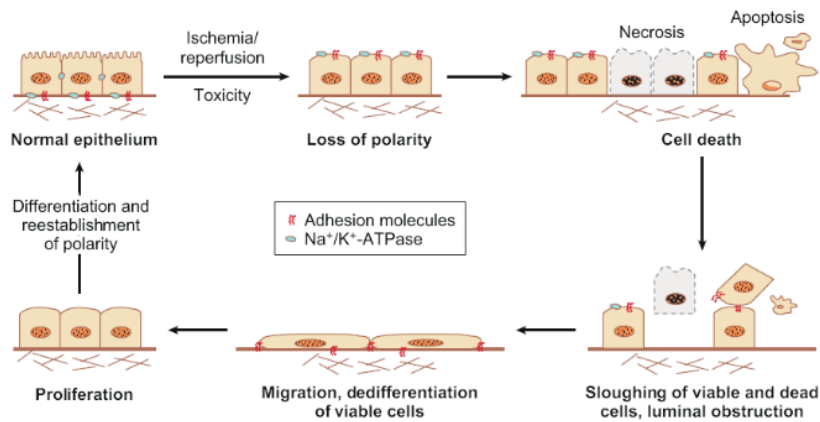 Ischemia/
reperfusion
Toxicity
Necrosis
Apoptosis
Normal epithelium
Loss of polarity
Cell death
Differentiation and
reestablishment
of polarity
Adhesion molecules
Na⁺/K⁺-ATPase
Proliferation
Migration, dedifferentiation
of viable cells
Sloughing of viable and dead
cells, luminal obstruction